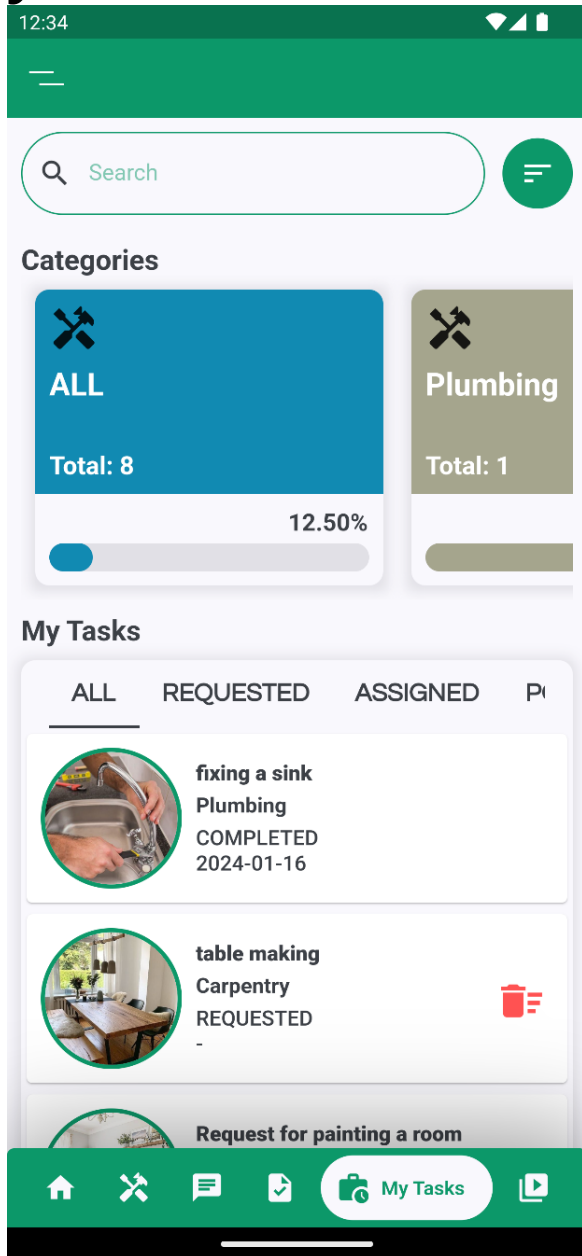 12:34
Search
Categories
ALL
Total: 8
12.50%
Plumbing
Total: 1
My Tasks
ALL REQUESTED ASSIGNED
fixing a sink
Plumbing
COMPLETED
2024-01-16
table making
Carpentry
REQUESTED
-
Request for painting a room
My Tasks